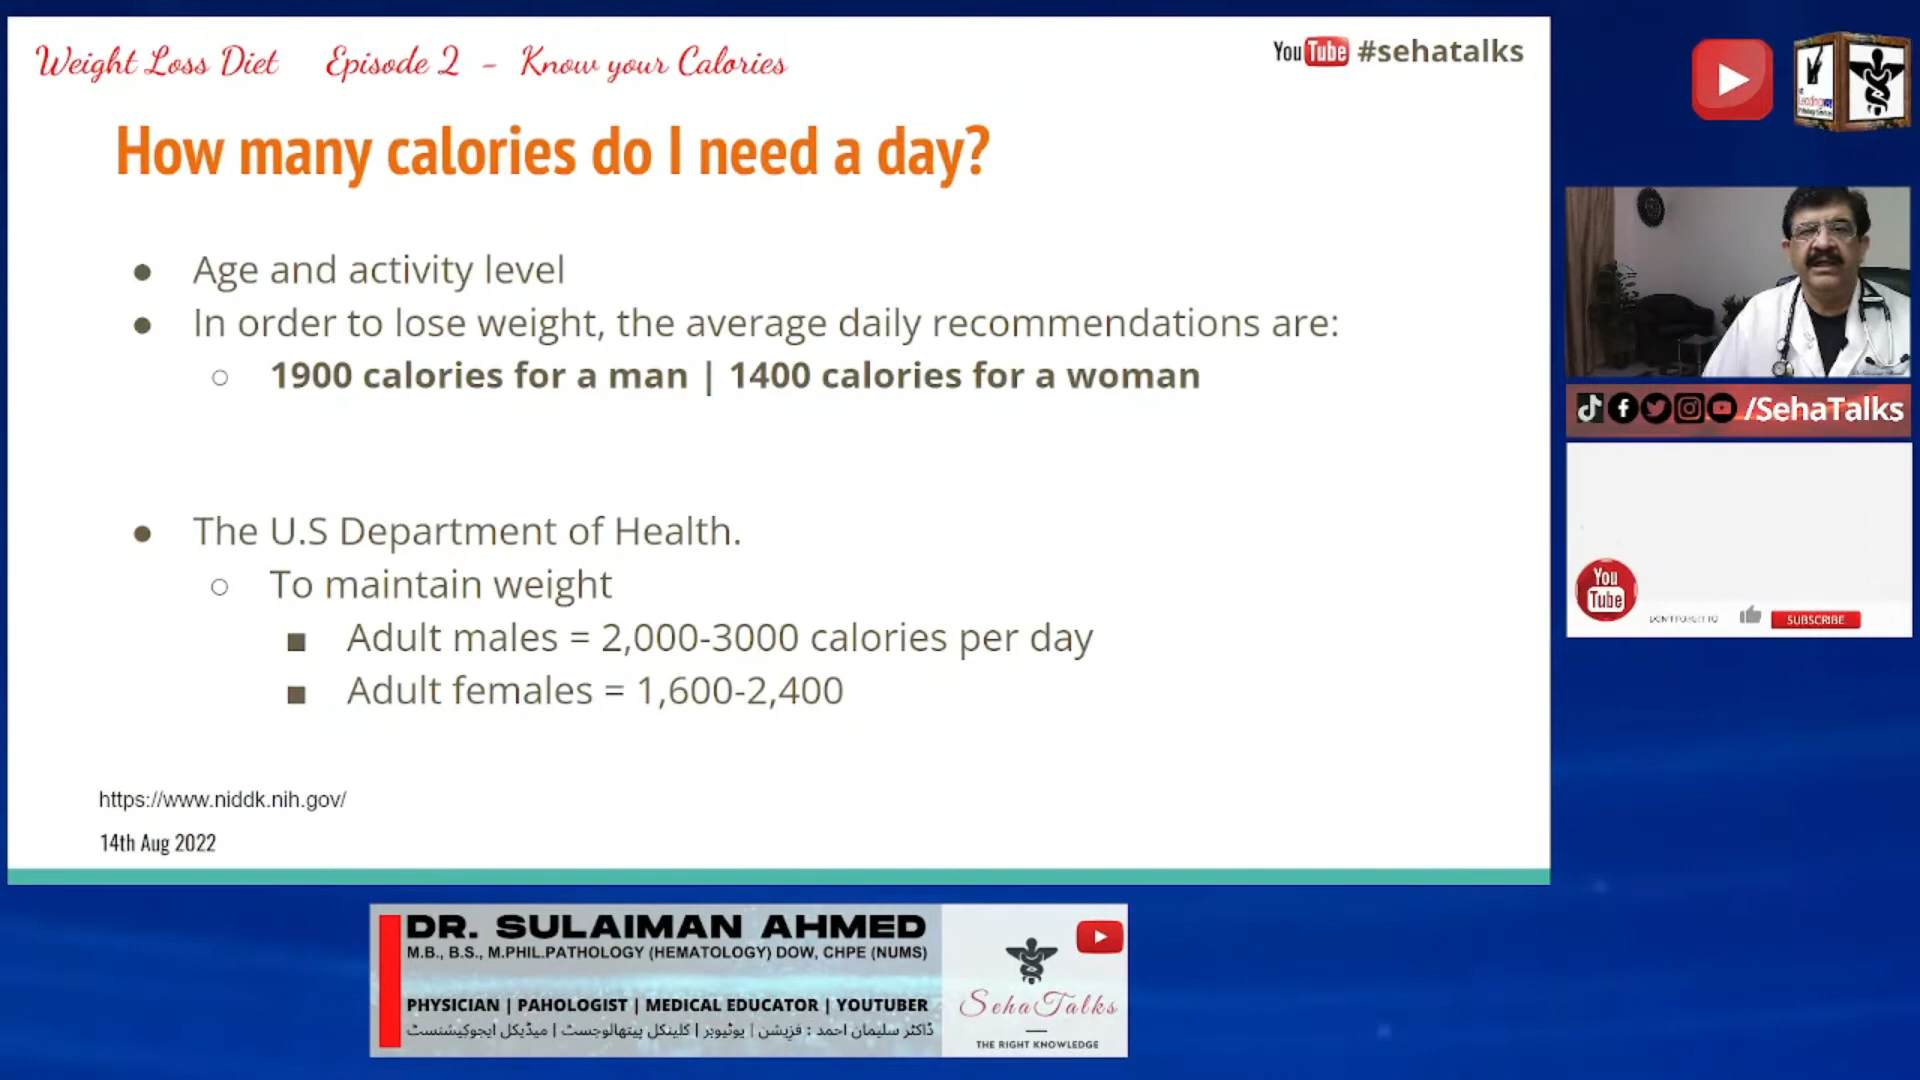 Weight Loss Diet Episode 2 - Know your Calories
YouTube #sehatalks
How many calories do I need a day?
● Age and activity level
● In order to lose weight, the average daily recommendations are:
○ 1900 calories for a man | 1400 calories for a woman
● The U.S Department of Health.
○ To maintain weight
■ Adult males = 2,000-3000 calories per day
■ Adult females = 1,600-2,400
https://www.niddk.nih.gov/
14th Aug 2022
/SehaTalks
You
Tube
SUBSCRIBE
DR. SULAIMAN AHMED
M.B., B.S., M.PHIL.PATHOLOGY (HEMATOLOGY) DOW, CHPE (NUMS)
PHYSICIAN | PAHOLOGIST | MEDICAL EDUCATOR | YOUTUBER
ڈاکٹر سلیمان احمد : فزیشن | یوٹیوبر | کلینکل پیتھالوجسٹ | میڈیکل ایجوکیشنسٹ
SehaTalks
THE RIGHT KNOWLEDGE